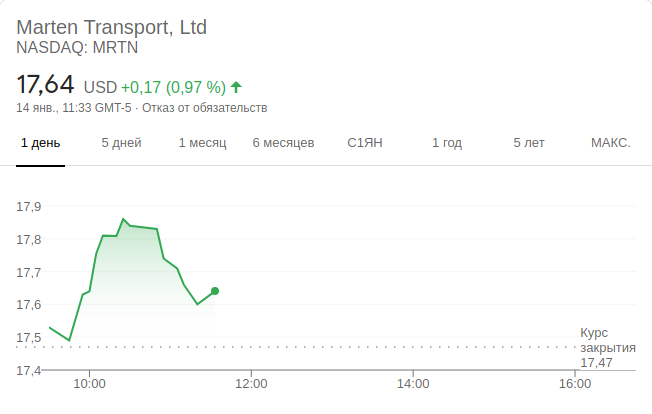 Marten Transport, Ltd
NASDAQ: MRTN
17,64 USD +0,17 (0,97 %)
14 янв., 11:33 GMT-5 · Отказ от обязательств
1 день 5 дней 1 месяц 6 месяцев С1ЯН 1 год 5 лет МАКС.
17,9
17,8
17,7
17,6
17,5
Курс
закрытия
17,47
17,4
10:00 12:00 14:00 16:00